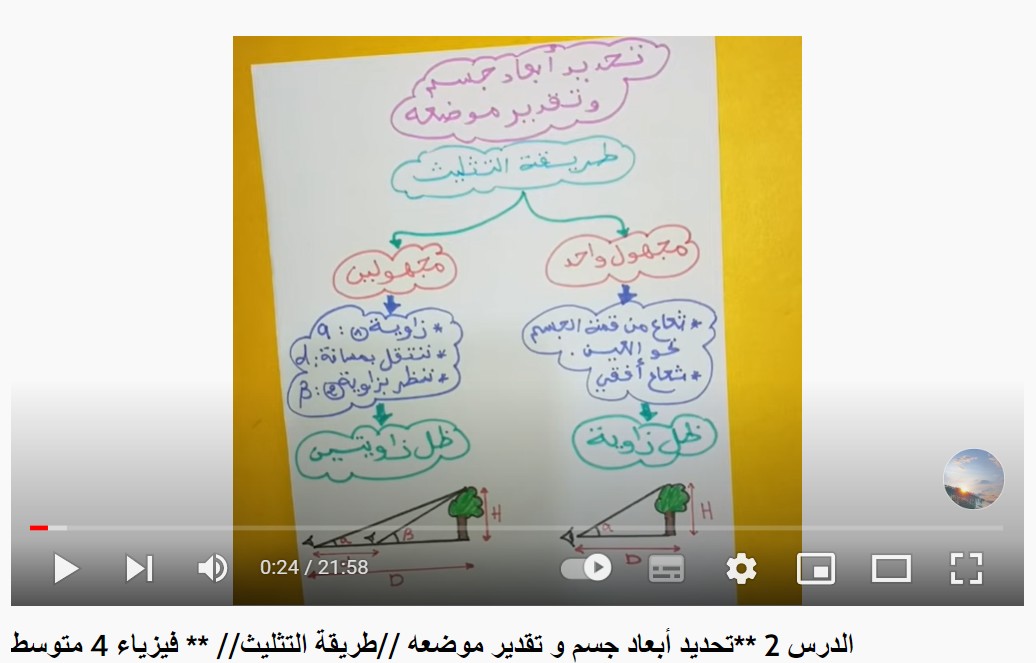 تحديد أبعاد جسم
وتقدير موضعه
طريقة التثليث
مجهول واحد
مجهولين
* شعاع من قمة الجسم
نحو العين.
* شعاع أفقي
* زاوية ①: α
* ننتقل بمسافة: d
* ننظر بزاوية ②: β
ظل زاوية
ظل زاويتين
H
α
D
H
α
β
d
D
0:24 / 21:58
الدرس 2 **تحديد أبعاد جسم و تقدير موضعه //طريقة التثليث// ** فيزياء 4 متوسط